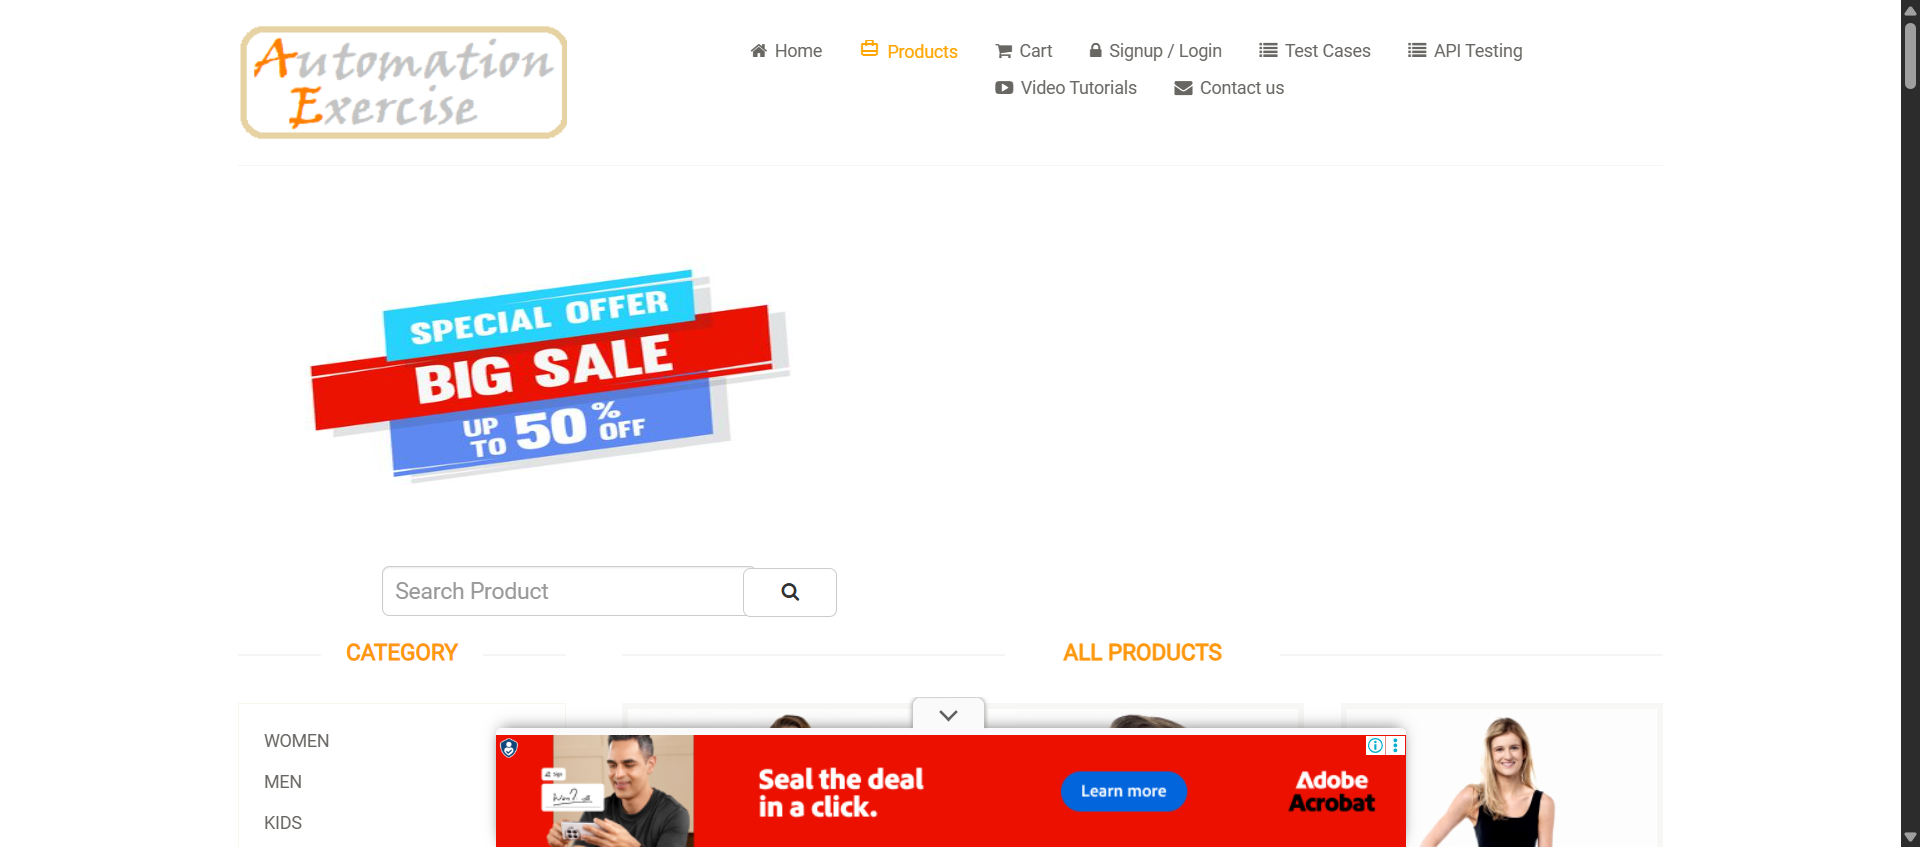 Automation
Exercise
Home
Products
Cart
Signup / Login
Test Cases
API Testing
Video Tutorials
Contact us
SPECIAL OFFER
BIG SALE
UP TO 50% OFF
Search Product
CATEGORY
ALL PRODUCTS
WOMEN
MEN
KIDS
Sign
Seal the deal
in a click.
Learn more
Adobe
Acrobat